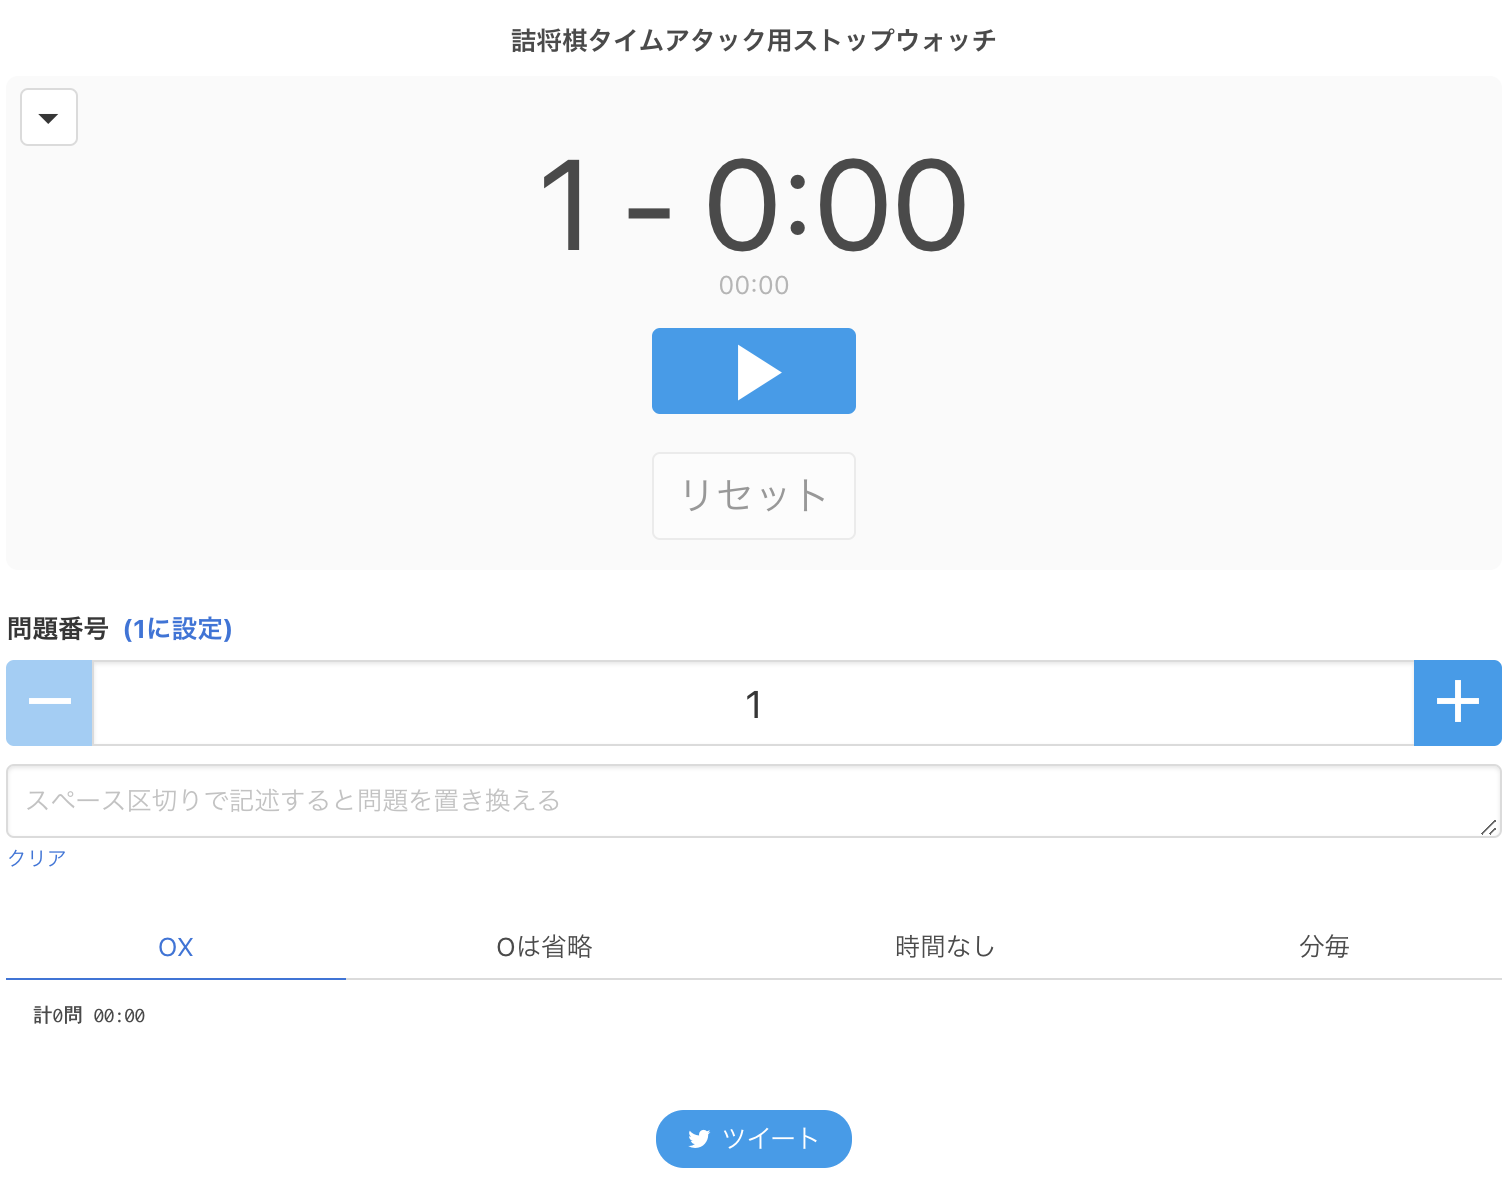 詰将棋タイムアタック用ストップウォッチ
1 - 0:00
00:00
リセット
問題番号 (1に設定)
1
スペース区切りで記述すると問題を置き換える
クリア
OX Oは省略 時間なし 分毎
計0問 00:00
ツイート